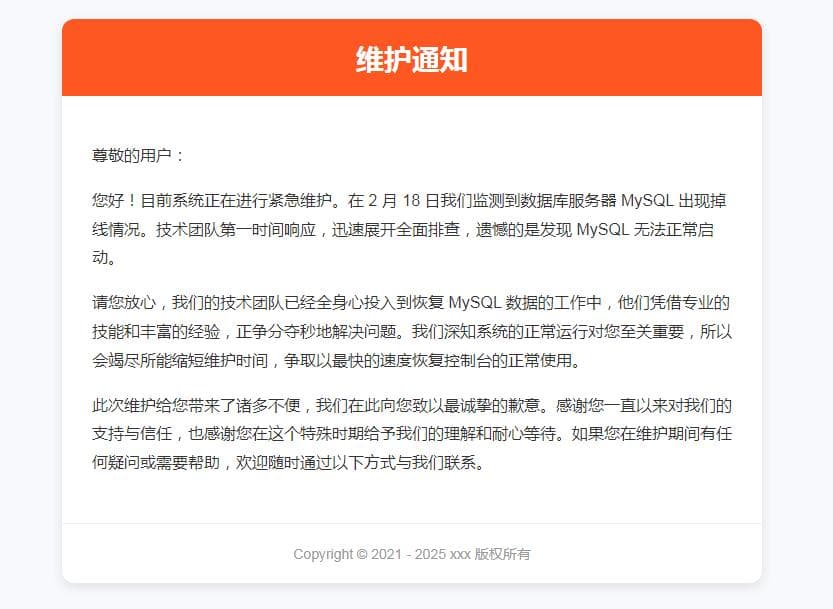 维护通知
尊敬的用户：
您好！目前系统正在进行紧急维护。在 2 月 18 日我们监测到数据库服务器 MySQL 出现掉
线情况。技术团队第一时间响应，迅速展开全面排查，遗憾的是发现 MySQL 无法正常启
动。
请您放心，我们的技术团队已经全身心投入到恢复 MySQL 数据的工作中，他们凭借专业的
技能和丰富的经验，正争分夺秒地解决问题。我们深知系统的正常运行对您至关重要，所以
会竭尽所能缩短维护时间，争取以最快的速度恢复控制台的正常使用。
此次维护给您带来了诸多不便，我们在此向您致以最诚挚的歉意。感谢您一直以来对我们的
支持与信任，也感谢您在这个特殊时期给予我们的理解和耐心等待。如果您在维护期间有任
何疑问或需要帮助，欢迎随时通过以下方式与我们联系。
Copyright © 2021 - 2025 xxx 版权所有